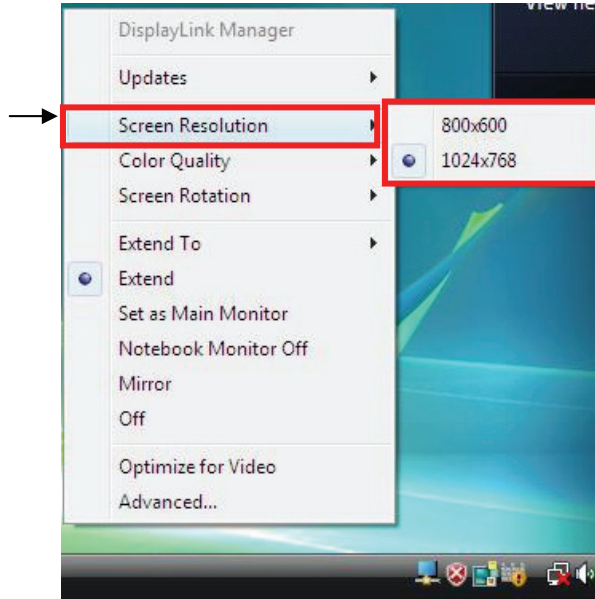 DisplayLink Manager
Updates
Screen Resolution
Color Quality
Screen Rotation
Extend To
Extend
Set as Main Monitor
Notebook Monitor Off
Mirror
Off
Optimize for Video
Advanced...
800x600
1024x768